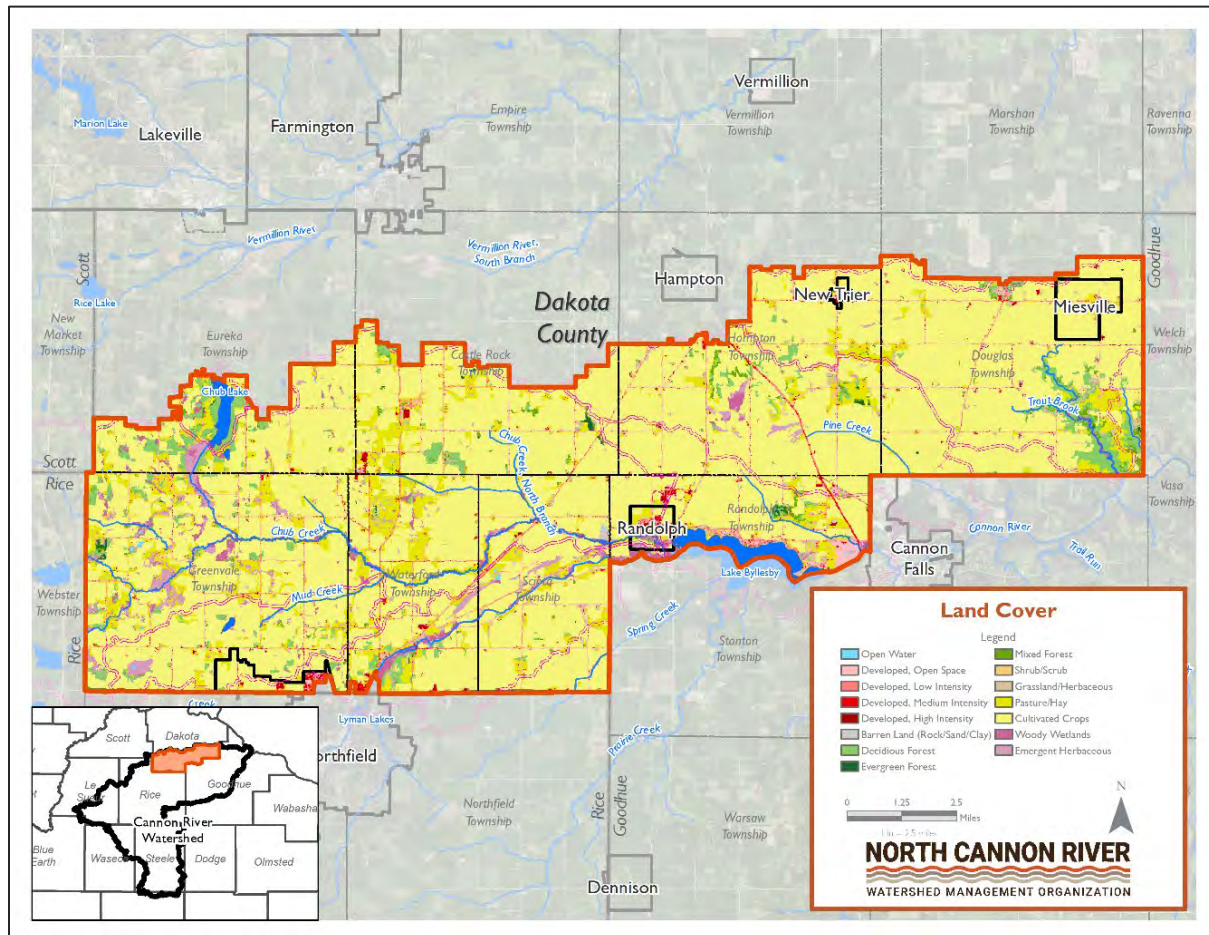 Vermillion
Marion Lake
Lakeville
Farmington
Empire
Township
Vermillion
Township
Marshan
Township
Ravenna
Township
Vermillion River
Vermillion River,
South Branch
Scott
Rice Lake
New
Market
Township
Eureka
Township
Dakota
County
Hampton
Goodhue
New Trier
Miesville
Welch
Township
Castle Rock
Township
Hampton
Township
Douglas
Township
Chub Lake
Chub Creek, North Branch
Pine Creek
Trout Brook
Scott
Rice
Chub Creek
Randolph
Randolph
Township
Vasa
Township
Cannon River
Trail Run
Cannon
Falls
Greenvale
Township
Waterford
Township
Sciota
Township
Mud Creek
Lake Byllesby
Webster
Township
Rice
Spring Creek
Stanton
Township
Creek
Lyman Lakes
orthfield
Prairie Creek
Northfield
Township
Rice
Goodhue
Warsaw
Township
Dennison
Land Cover
Legend
Open Water
Developed, Open Space
Developed, Low Intensity
Developed, Medium Intensity
Developed, High Intensity
Barren Land (Rock/Sand/Clay)
Decidious Forest
Evergreen Forest
Mixed Forest
Shrub/Scrub
Grassland/Herbaceous
Pasture/Hay
Cultivated Crops
Woody Wetlands
Emergent Herbaceous
N
0 1.25 2.5
Miles
NORTH CANNON RIVER
WATERSHED MANAGEMENT ORGANIZATION
Scott
Dakota
Le
Rice
Goodhue
Wabasha
Cannon River
Watershed
Blue
Earth
Steele
Dodge
Olmsted